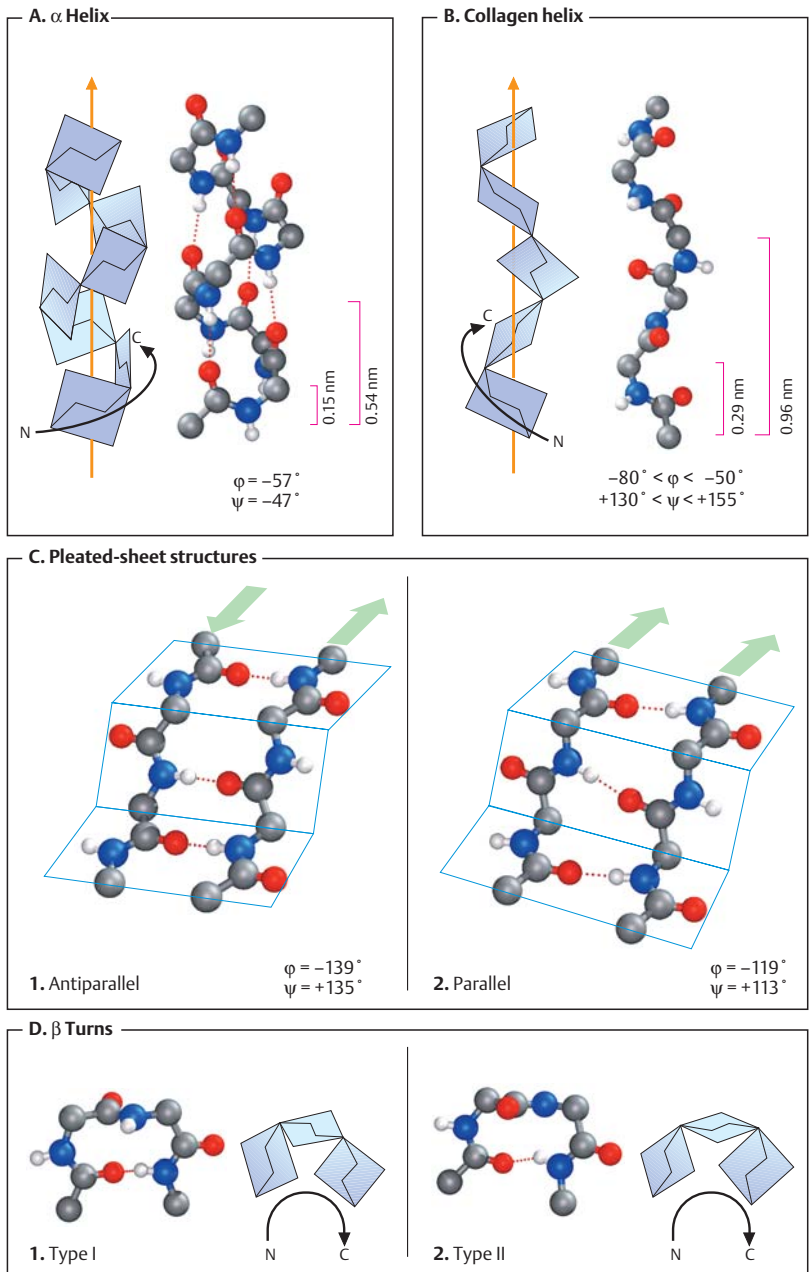 A. α Helix
C
N
0.15 nm
0.54 nm
φ = –57°
ψ = –47°
B. Collagen helix
C
N
0.29 nm
0.96 nm
–80° < φ < –50°
+130° < ψ < +155°
C. Pleated-sheet structures
1. Antiparallel
φ = –139°
ψ = +135°
2. Parallel
φ = –119°
ψ = +113°
D. β Turns
1. Type I
N C
2. Type II
N C